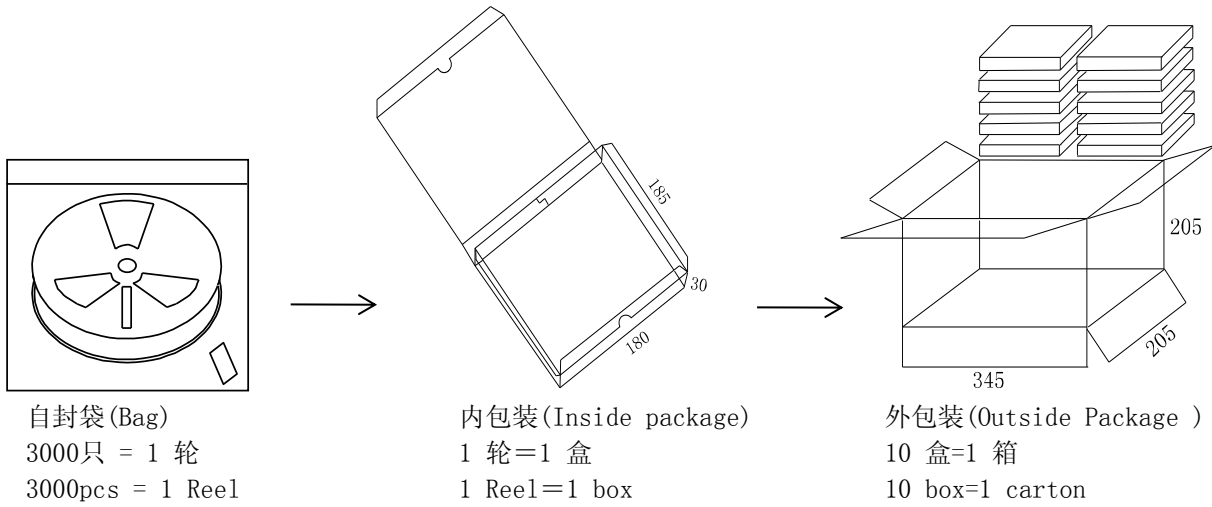 185
30
180
205
205
345
自封袋(Bag)
3000只 = 1 轮
3000pcs = 1 Reel
内包装(Inside package)
1 轮＝1 盒
1 Reel＝1 box
外包装(Outside Package )
10 盒=1 箱
10 box=1 carton